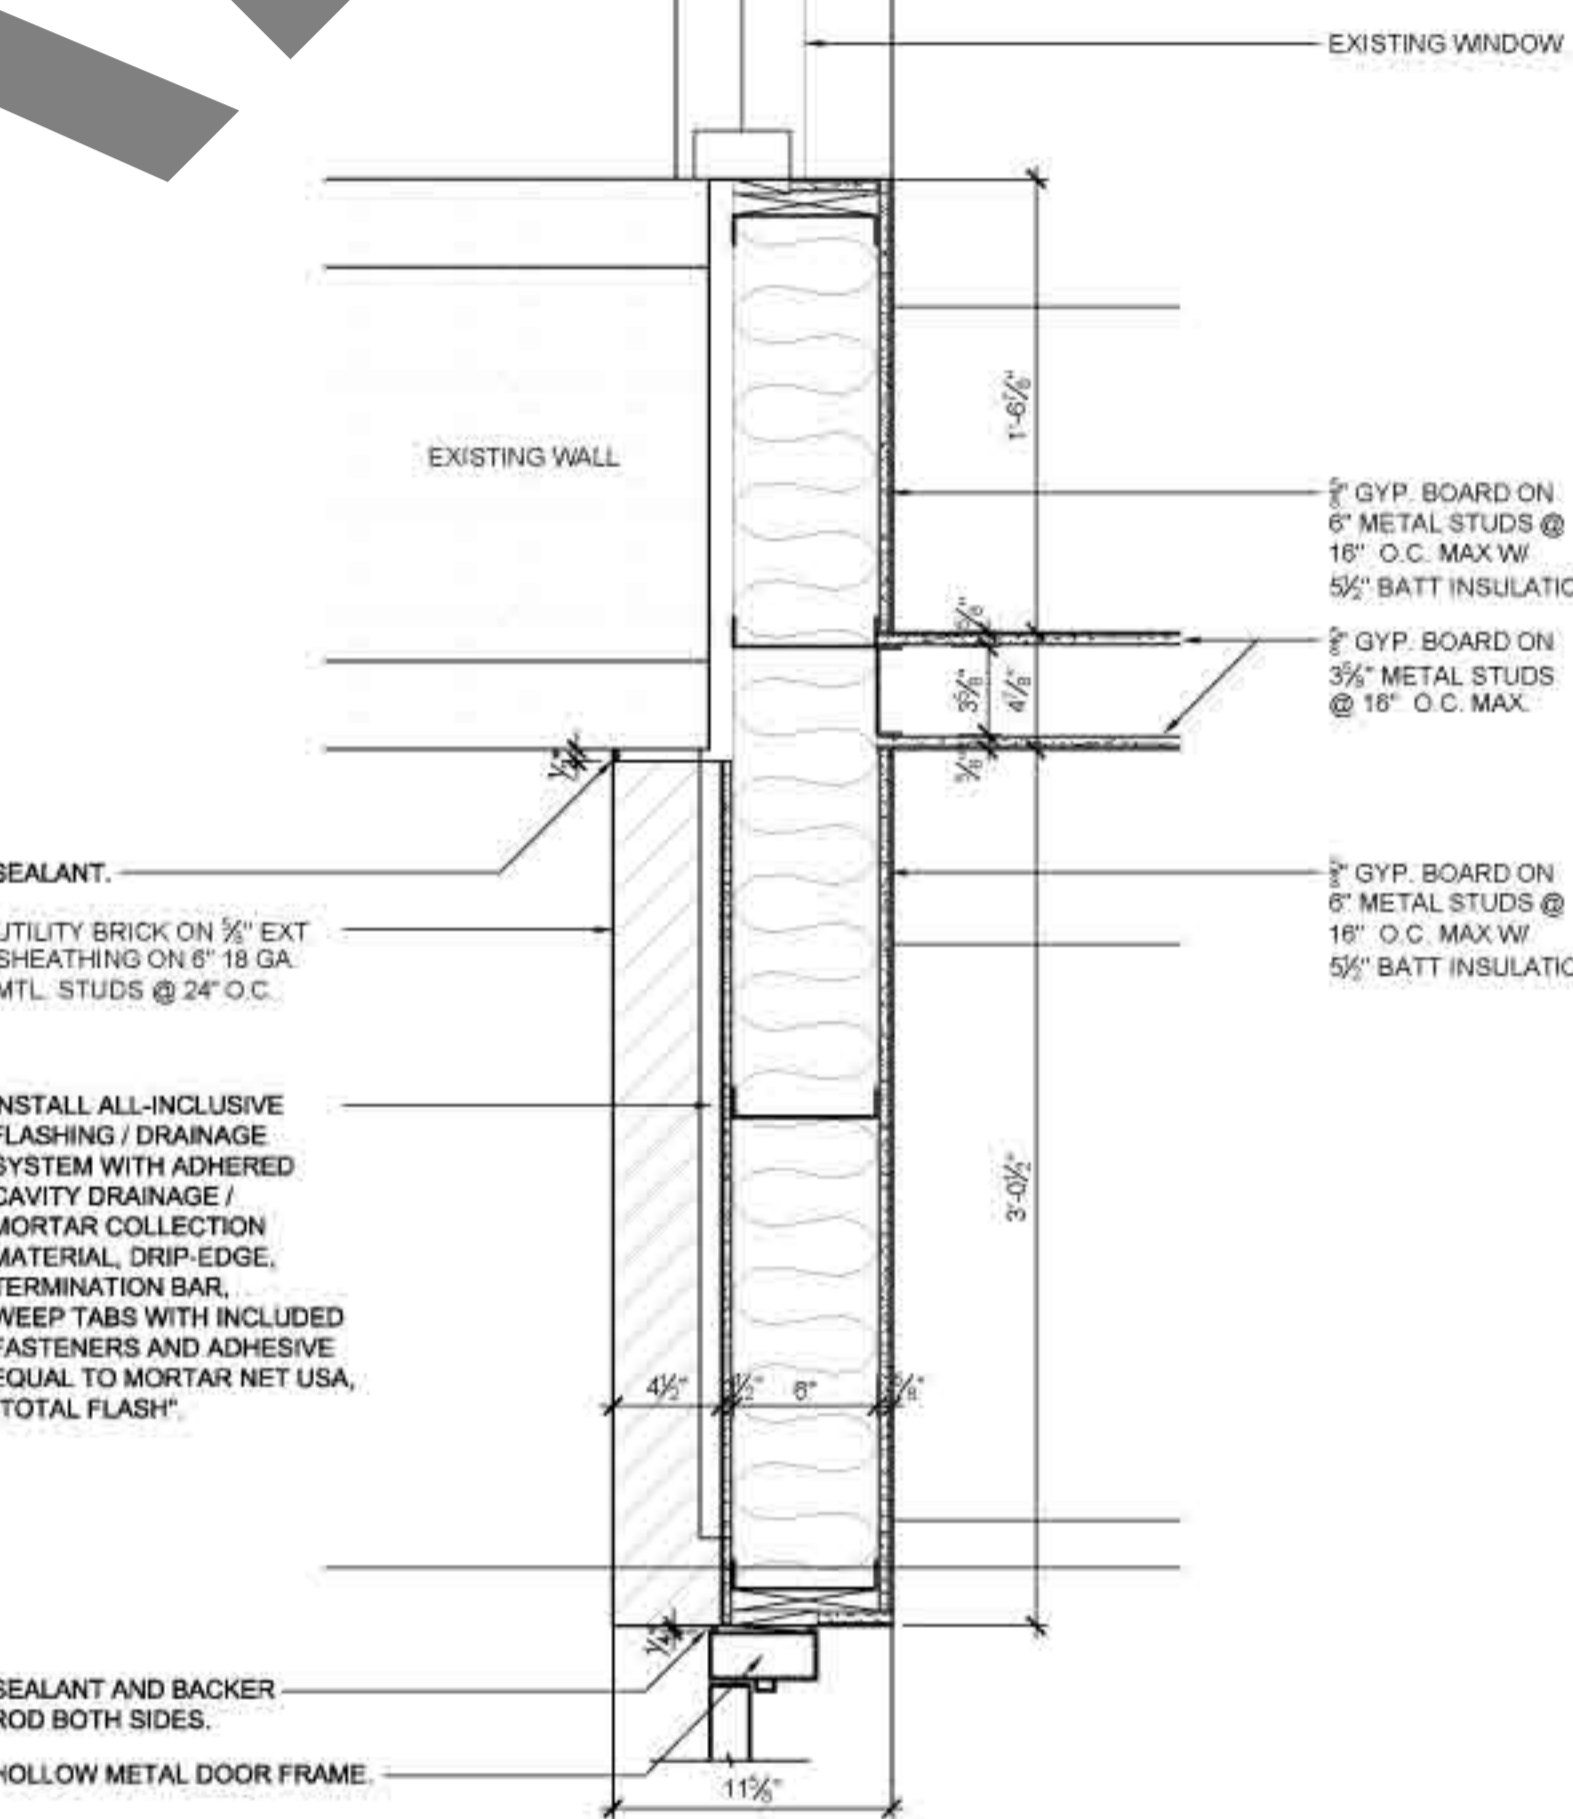 EXISTING WINDOW
EXISTING WALL
1'-6⅞"
⅝" GYP. BOARD ON
6" METAL STUDS @
16" O.C. MAX W/
5½" BATT INSULATIO
⅝"
3⅝"
4⅞"
⅝"
⅝" GYP. BOARD ON
3⅝" METAL STUDS
@ 16" O.C. MAX.
½"
SEALANT.
UTILITY BRICK ON ⅝" EXT
SHEATHING ON 6" 18 GA.
MTL. STUDS @ 24" O.C.
⅝" GYP. BOARD ON
6" METAL STUDS @
16" O.C. MAX W/
5½" BATT INSULATIO
INSTALL ALL-INCLUSIVE
FLASHING / DRAINAGE
SYSTEM WITH ADHERED
CAVITY DRAINAGE /
MORTAR COLLECTION
MATERIAL, DRIP-EDGE,
TERMINATION BAR,
WEEP TABS WITH INCLUDED
FASTENERS AND ADHESIVE
EQUAL TO MORTAR NET USA,
"TOTAL FLASH".
3'-0½"
4½" ½" 6" ⅝"
¼"
SEALANT AND BACKER
ROD BOTH SIDES.
HOLLOW METAL DOOR FRAME.
11⅝"